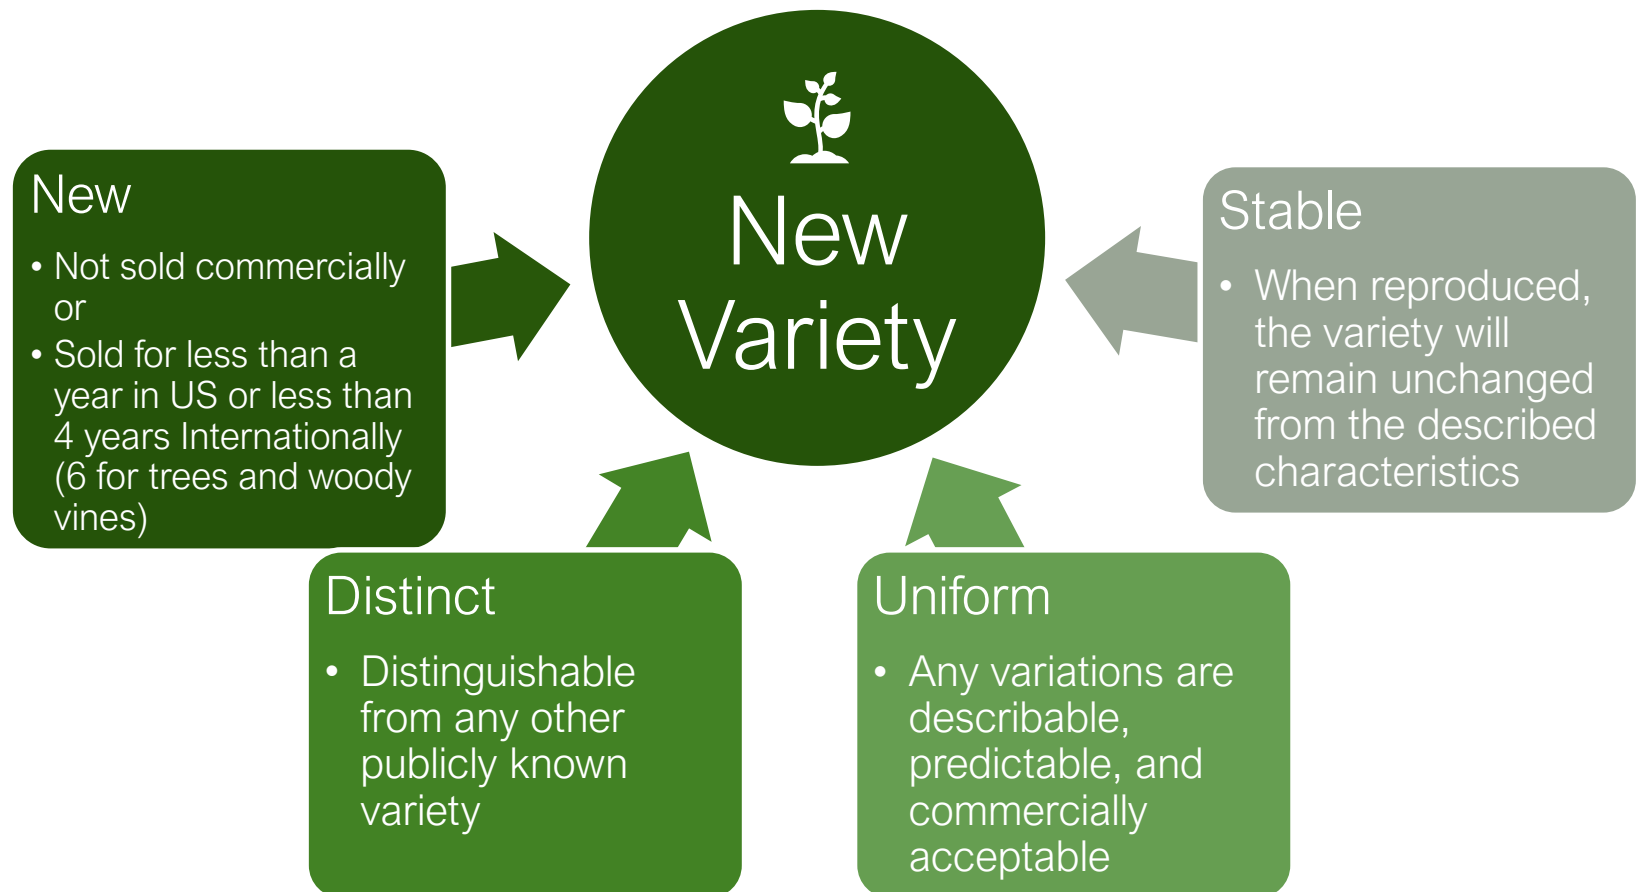 New
Variety
New
• Not sold commercially
or
• Sold for less than a
year in US or less than
4 years Internationally
(6 for trees and woody
vines)
Distinct
• Distinguishable
from any other
publicly known
variety
Uniform
• Any variations are
describable,
predictable, and
commercially
acceptable
Stable
• When reproduced,
the variety will
remain unchanged
from the described
characteristics